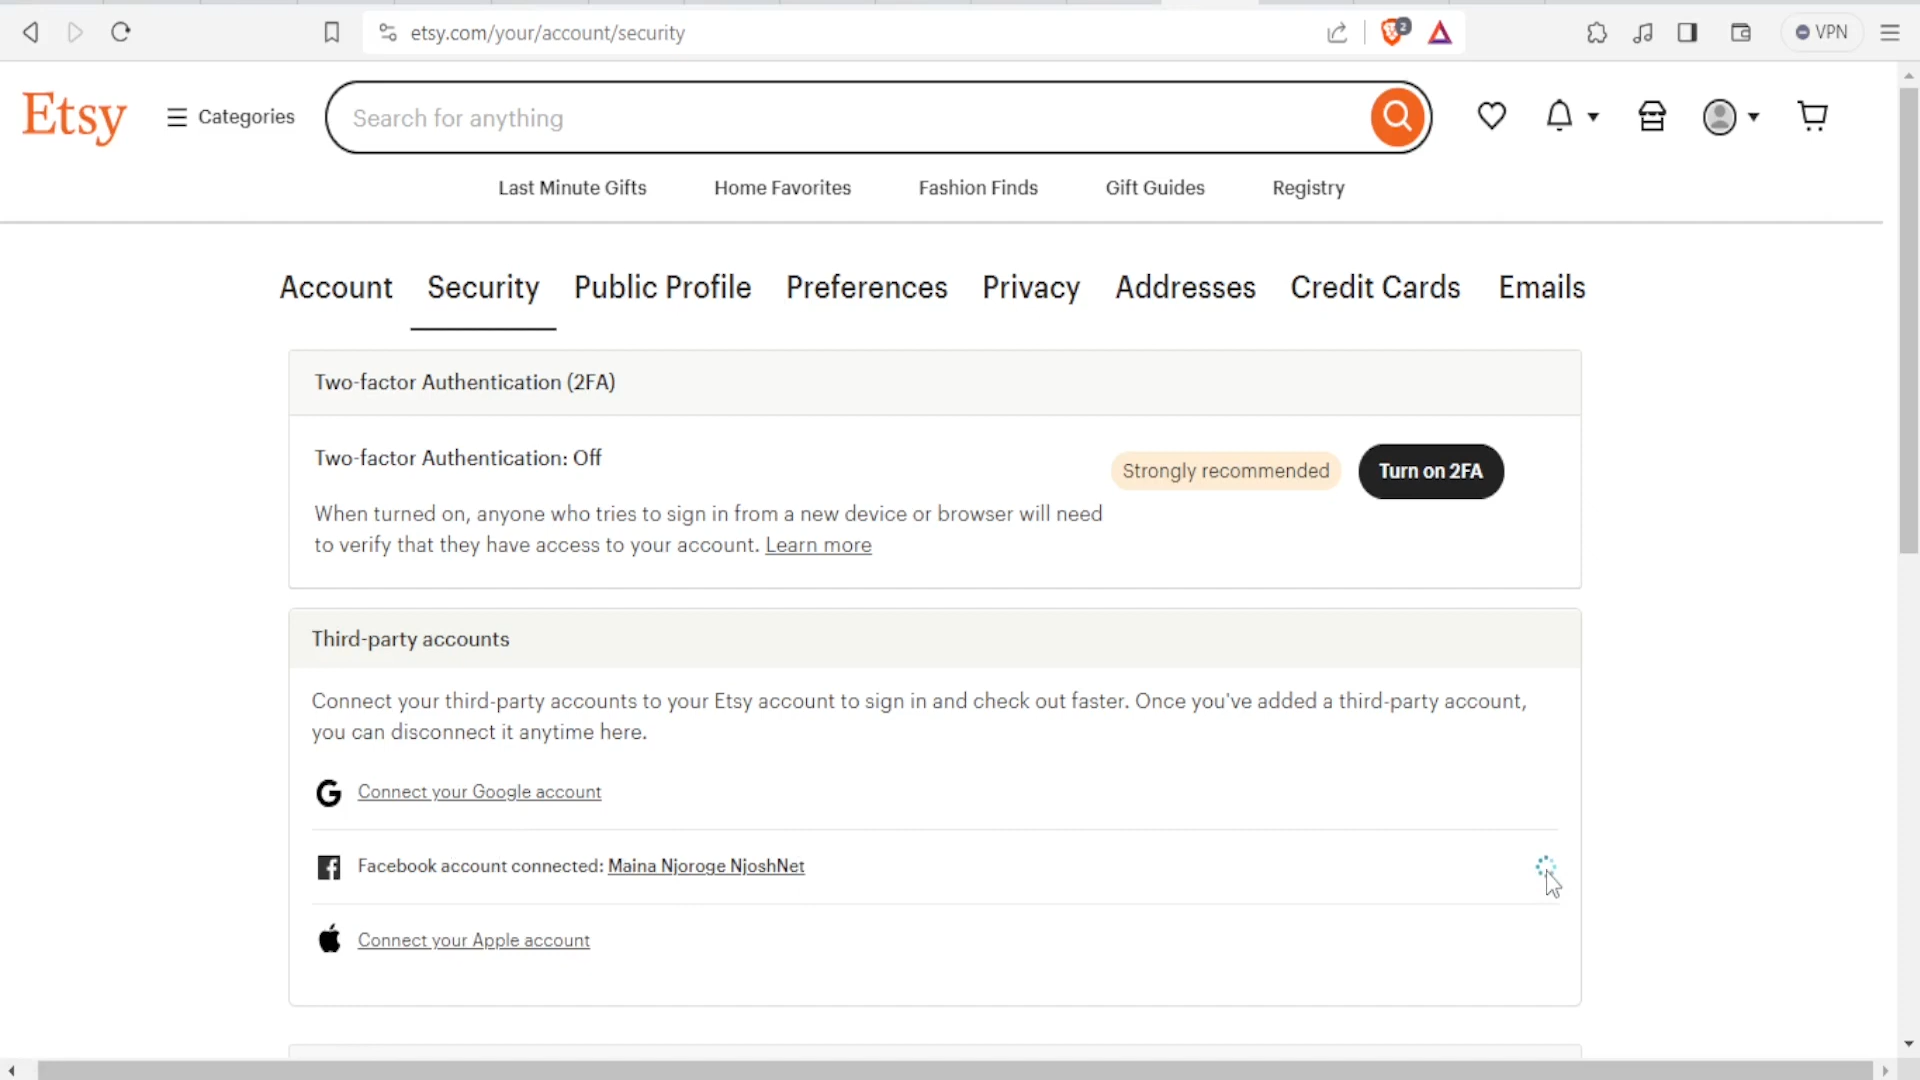 etsy.com/your/account/security
2
VPN
Etsy
Categories
Search for anything
Last Minute Gifts
Home Favorites
Fashion Finds
Gift Guides
Registry
Account
Security
Public Profile
Preferences
Privacy
Addresses
Credit Cards
Emails
Two-factor Authentication (2FA)
Two-factor Authentication: Off
Strongly recommended
Turn on 2FA
When turned on, anyone who tries to sign in from a new device or browser will need
to verify that they have access to your account. Learn more
Third-party accounts
Connect your third-party accounts to your Etsy account to sign in and check out faster. Once you've added a third-party account,
you can disconnect it anytime here.
Connect your Google account
Facebook account connected: Maina Njoroge NjoshNet
Connect your Apple account